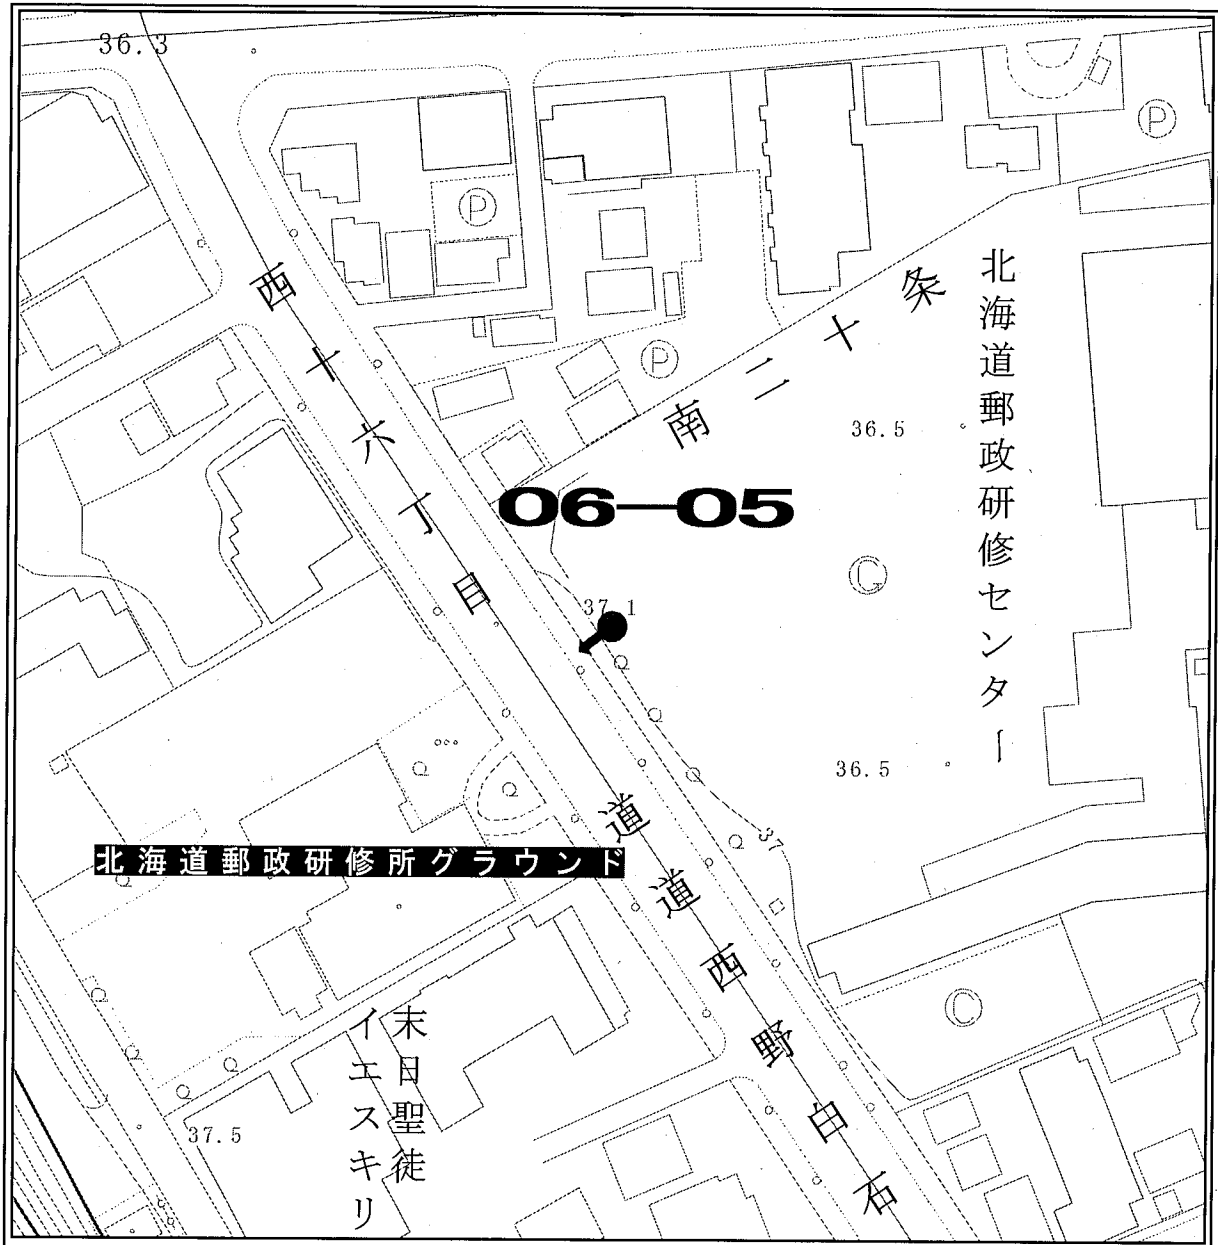 36.3
P
P
P
西十六丁目
南二十条
北海道郵政研修センター
36.5
06-05
G
37.1
36.5
37
道道西野白石
北海道郵政研修所グラウンド
C
末日聖徒
イエスキリ
37.5